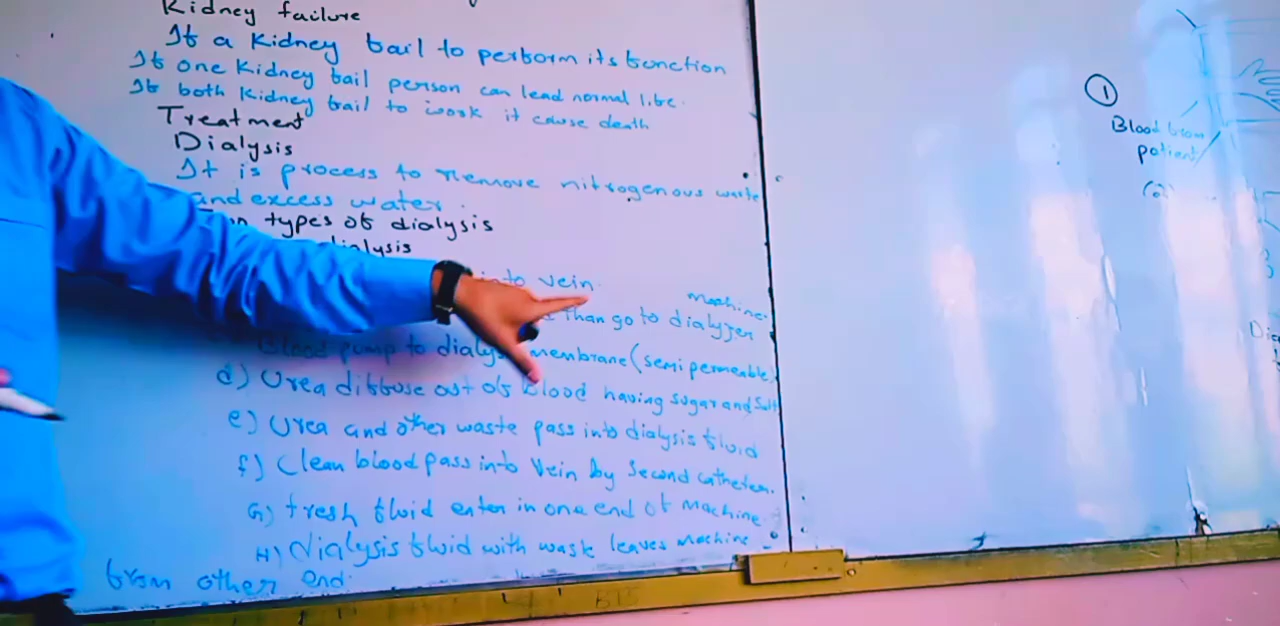 Kidney failure
If a Kidney fail to perform its function
If one Kidney fail person can lead normal life.
If both Kidney fail to work it cause death
Treatment
Dialysis
It is process to remove nitrogenous waste
and excess water.
types of dialysis
dialysis
into vein.
machine.
than go to dialyzer
Blood pump to dialysis membrane (semi permeable)
d) Urea diffuse out of blood having sugar and salt
e) Urea and other waste pass into dialysis fluid
f) Clean blood pass into vein by second catheter.
G) fresh fluid enter in one end of machine
H) dialysis fluid with waste leaves machine
from other end.
1
Blood from
patient
(2)